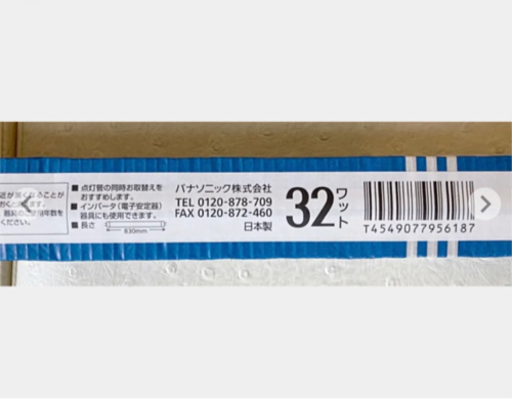 ■ 点灯管の同時お取替えを
おすすめします。
■ インバータ(電子安定器)
器具にも使用できます。
■ 長さ
830mm
パナソニック株式会社
TEL 0120-878-709
FAX 0120-872-460
日本製
32ワット
T4549077956187